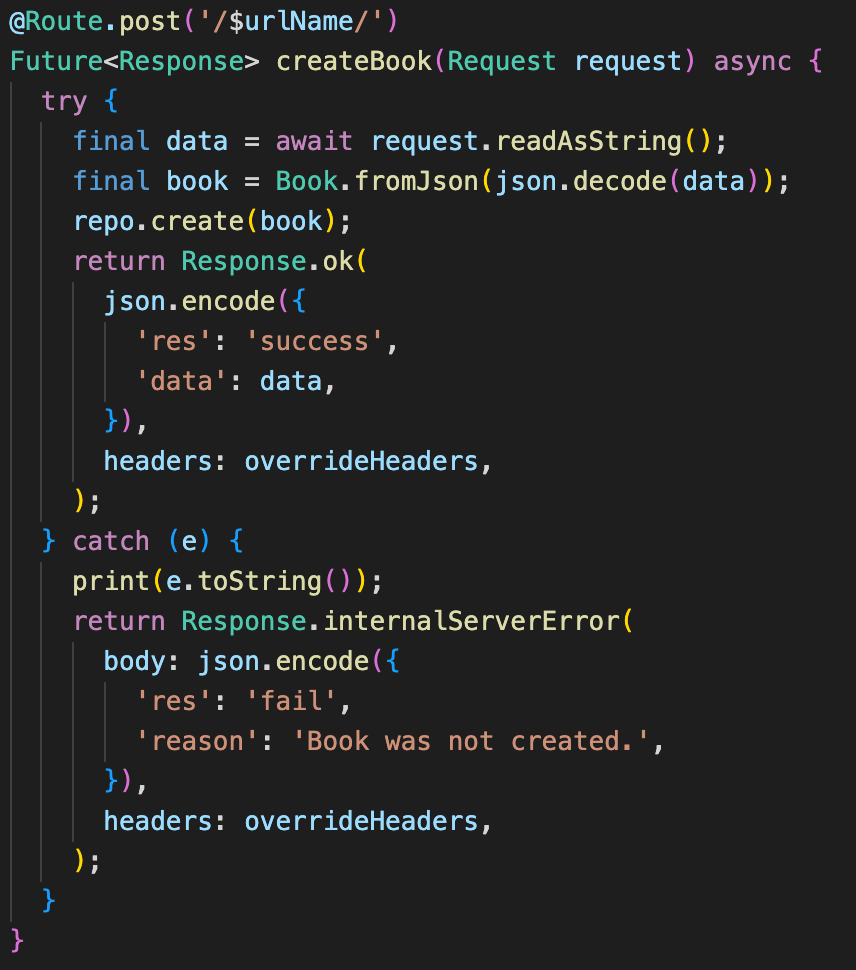 @Route.post('/$urlName/')
Future<Response> createBook(Request request) async {
  try {
    final data = await request.readAsString();
    final book = Book.fromJson(json.decode(data));
    repo.create(book);
    return Response.ok(
      json.encode({
        'res': 'success',
        'data': data,
      }),
      headers: overrideHeaders,
    );
  } catch (e) {
    print(e.toString());
    return Response.internalServerError(
      body: json.encode({
        'res': 'fail',
        'reason': 'Book was not created.',
      }),
      headers: overrideHeaders,
    );
  }
}